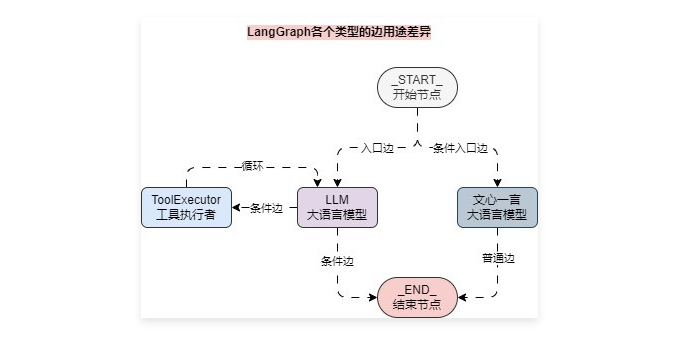 LangGraph各个类型的边用途差异
_START_
开始节点
入口边
条件入口边
循环
ToolExecutor
工具执行者
条件边
LLM
大语言模型
文心一言
大语言模型
条件边
普通边
_END_
结束节点